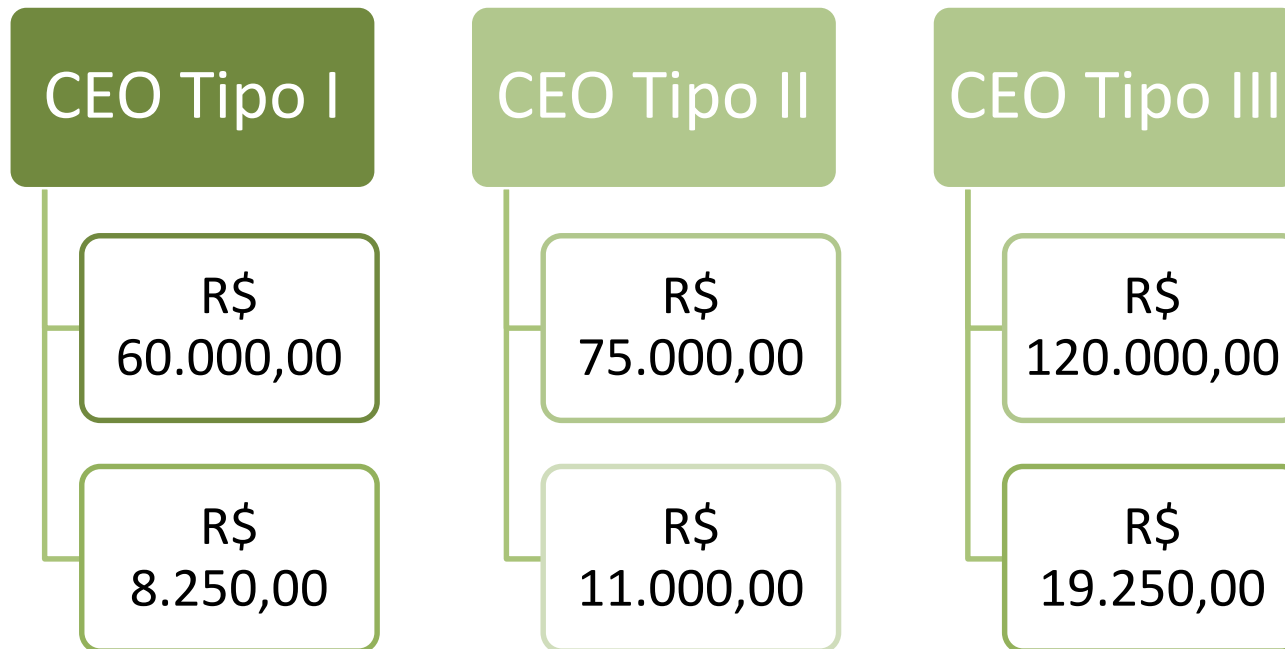 CEO Tipo I
R$
60.000,00
R$
8.250,00
CEO Tipo II
R$
75.000,00
R$
11.000,00
CEO Tipo III
R$
120.000,00
R$
19.250,00